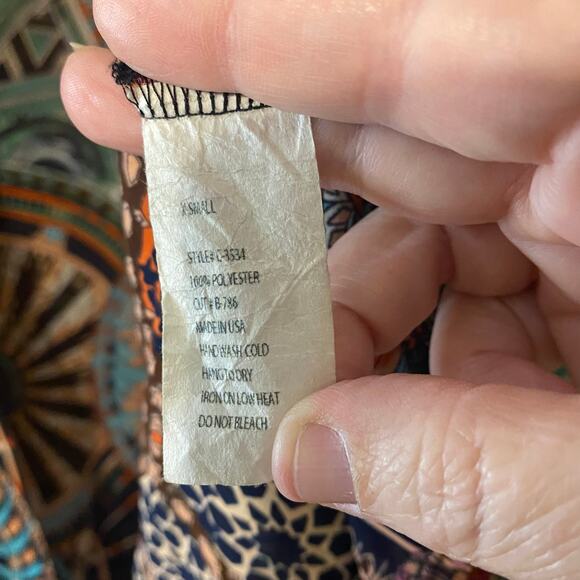 X-SMALL
STYLE# C-3534
100% POLYESTER
CUT # B-786
MADE IN USA
HAND WASH COLD
HANG TO DRY
IRON ON LOW HEAT
DO NOT BLEACH